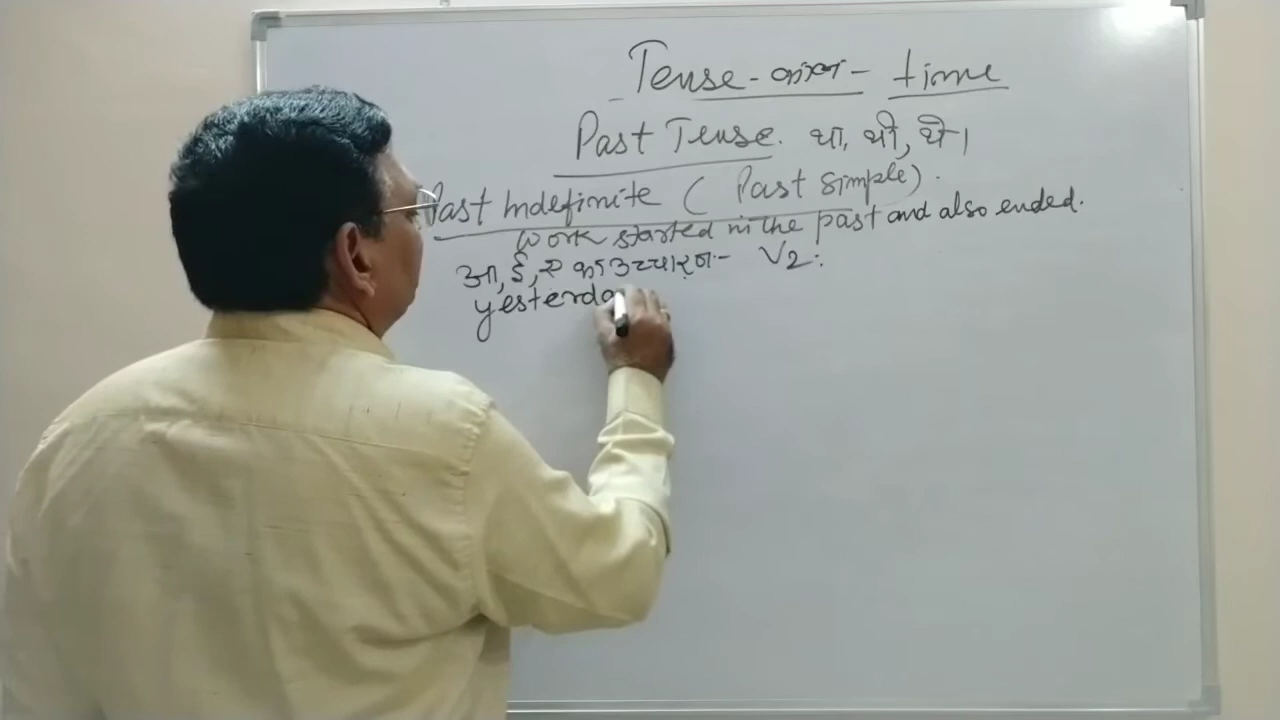 Tense - काल - time
Past Tense. था, थी, थे।
Past Indefinite ( Past Simple).
Work started in the past and also ended.
आ, ई, ए का उच्चारण:- V2:
yesterda